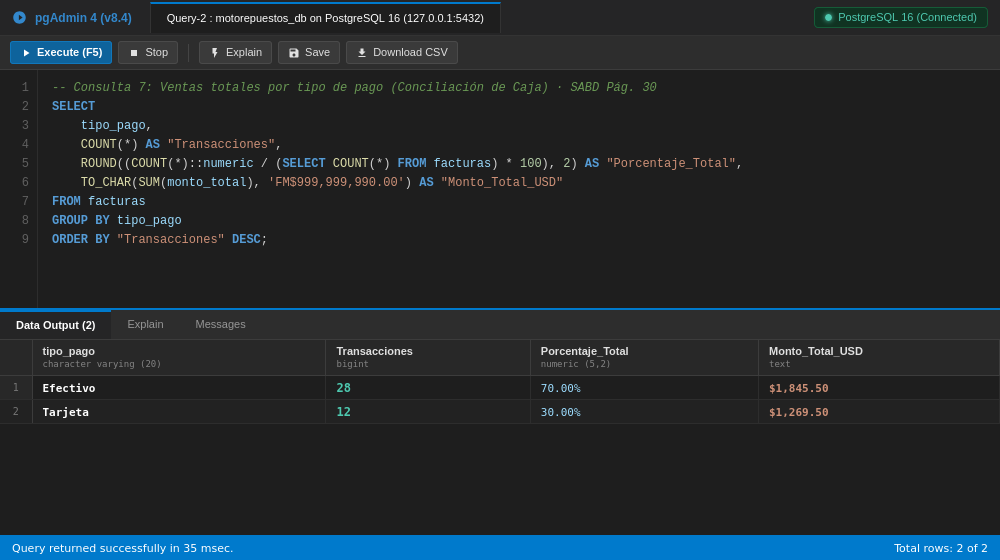 pgAdmin 4 (v8.4)
Query-2 : motorepuestos_db on PostgreSQL 16 (127.0.0.1:5432)
PostgreSQL 16 (Connected)
Execute (F5) Stop Explain Save Download CSV
1 -- Consulta 7: Ventas totales por tipo de pago (Conciliación de Caja) · SABD Pág. 30
2 SELECT
3 tipo_pago,
4 COUNT(*) AS "Transacciones",
5 ROUND((COUNT(*)::numeric / (SELECT COUNT(*) FROM facturas) * 100), 2) AS "Porcentaje_Total",
6 TO_CHAR(SUM(monto_total), 'FM$999,999,990.00') AS "Monto_Total_USD"
7 FROM facturas
8 GROUP BY tipo_pago
9 ORDER BY "Transacciones" DESC;
Data Output (2) Explain Messages
tipo_pago Transacciones Porcentaje_Total Monto_Total_USD
character varying (20) bigint numeric (5,2) text
1 Efectivo 28 70.00% $1,845.50
2 Tarjeta 12 30.00% $1,269.50
Query returned successfully in 35 msec.
Total rows: 2 of 2